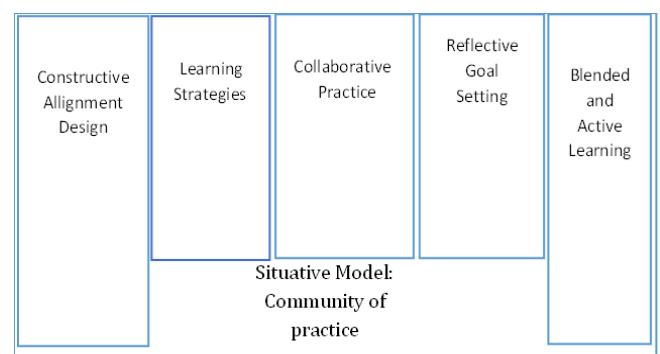 Constructive
Allignment
Design
Learning
Strategies
Collaborative
Practice
Reflective
Goal
Setting
Blended
and
Active
Learning
Situative Model:
Community of
practice